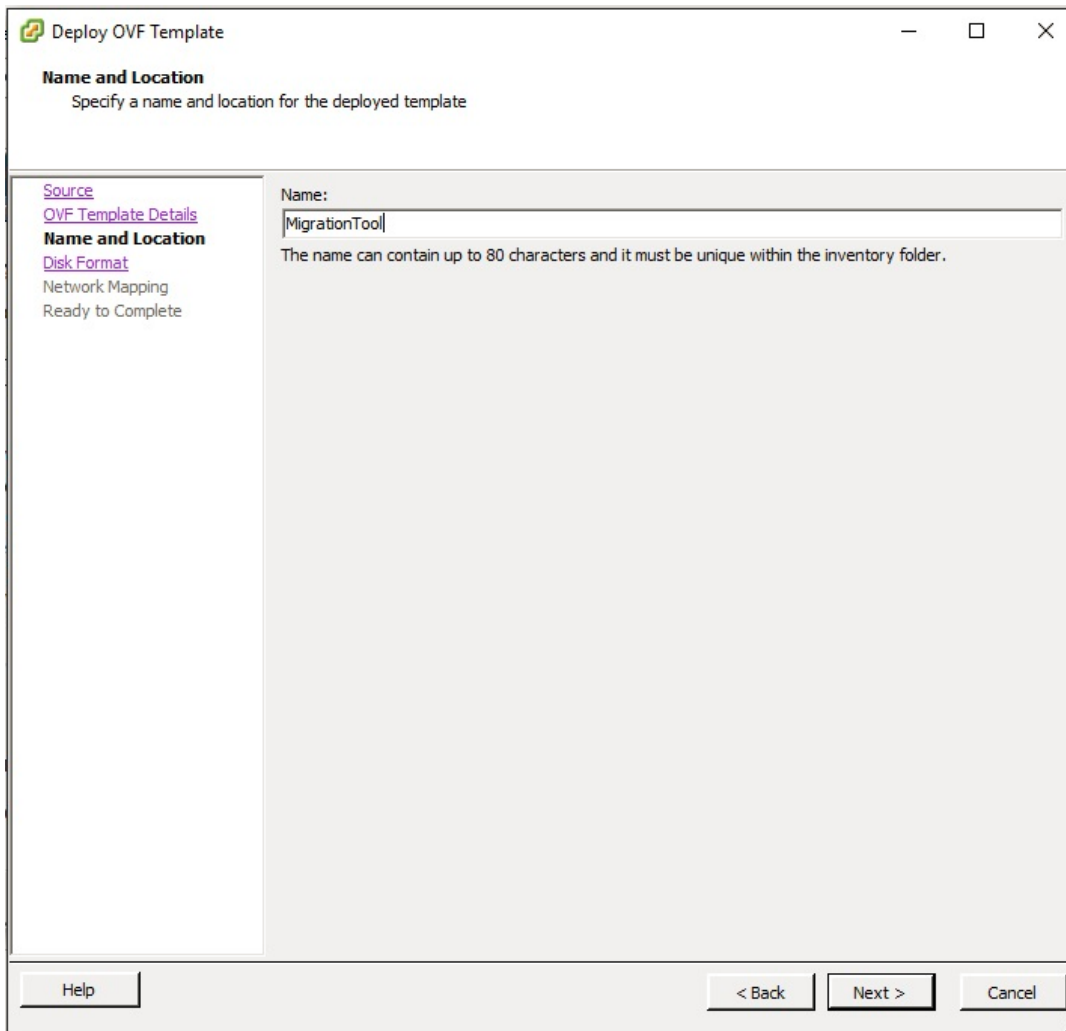 Deploy OVF Template
Name and Location
Specify a name and location for the deployed template
Source
OVF Template Details
Name and Location
Disk Format
Network Mapping
Ready to Complete
Name:
MigrationTool
The name can contain up to 80 characters and it must be unique within the inventory folder.
Help
< Back
Next >
Cancel